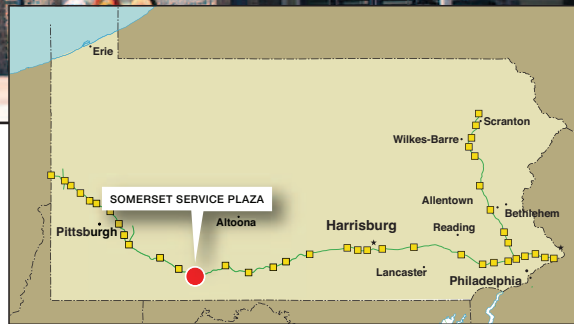 Erie
Scranton
Wilkes-Barre
SOMERSET SERVICE PLAZA
Allentown
Bethlehem
Altoona
Pittsburgh
Harrisburg
Reading
Lancaster
Philadelphia